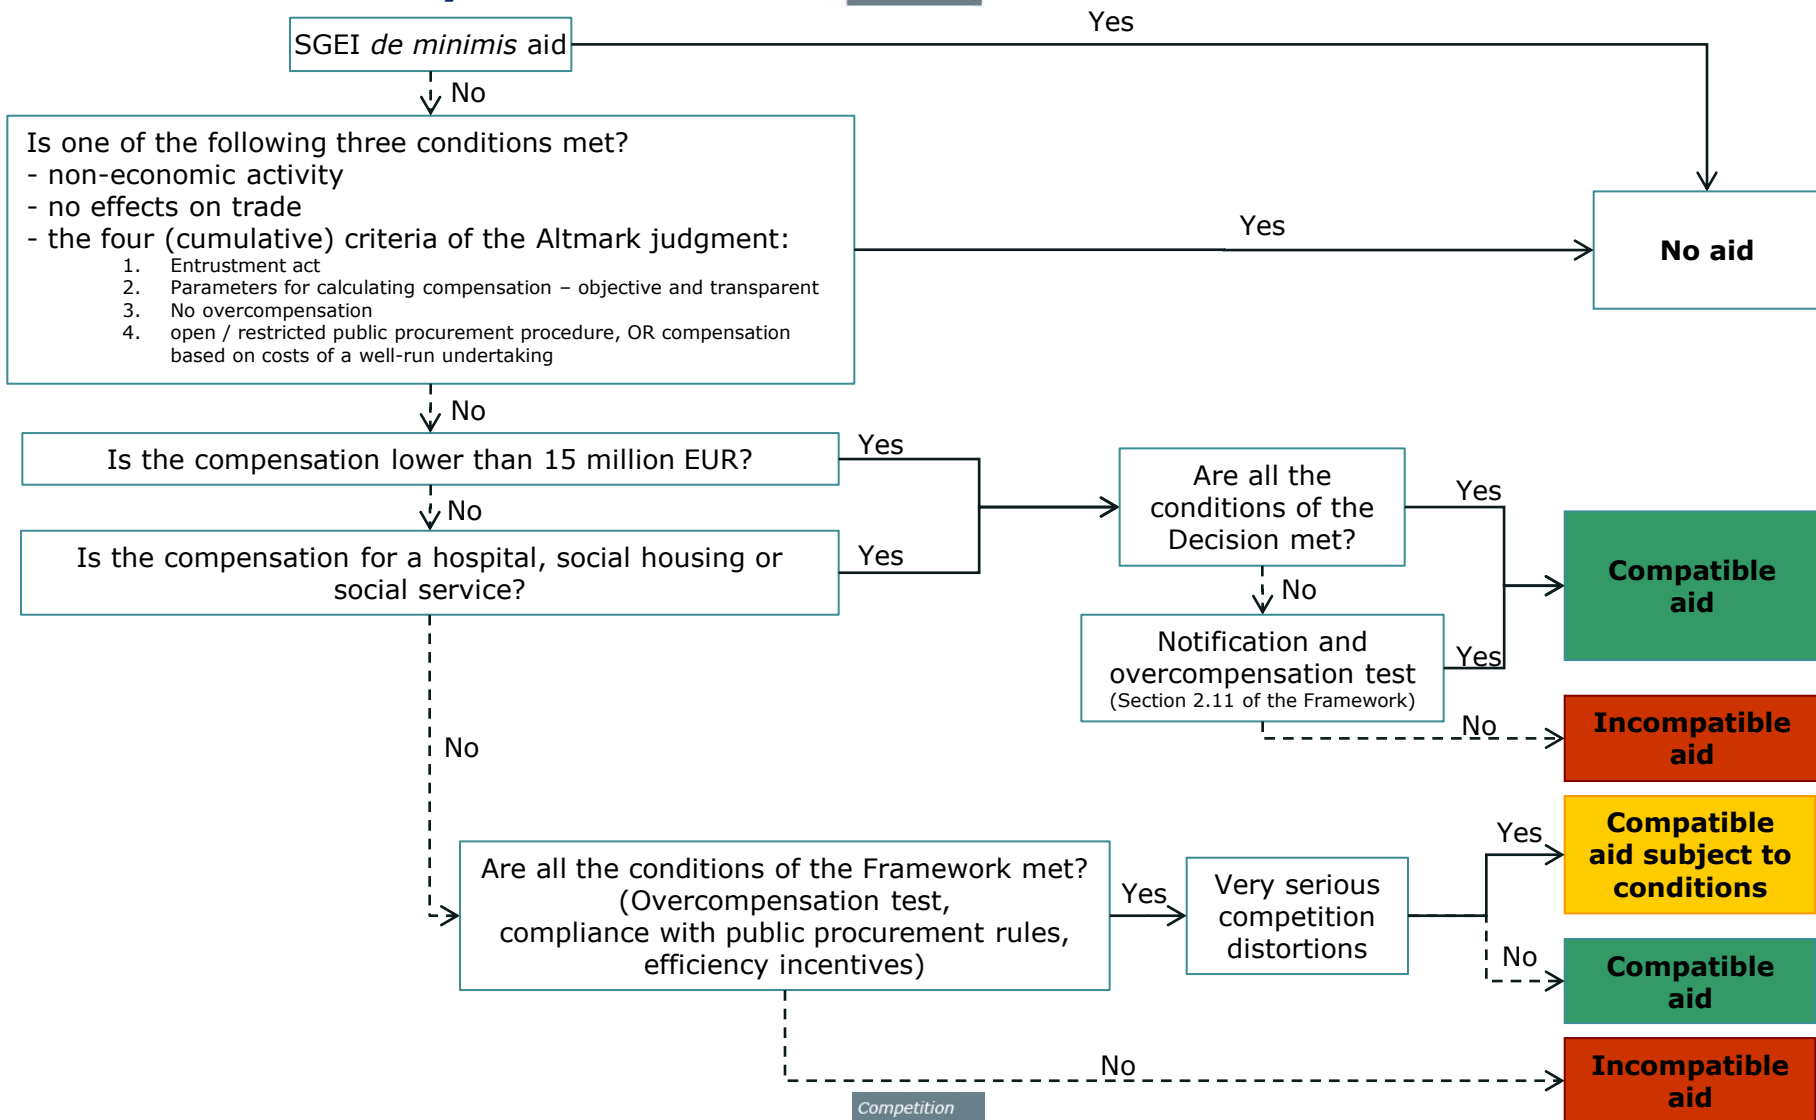 SGEI de minimis aid
Yes
No
Is one of the following three conditions met?
- non-economic activity
- no effects on trade
- the four (cumulative) criteria of the Altmark judgment:
1. Entrustment act
2. Parameters for calculating compensation – objective and transparent
3. No overcompensation
4. open / restricted public procurement procedure, OR compensation
based on costs of a well-run undertaking
Yes
No aid
No
Is the compensation lower than 15 million EUR?
Yes
No
Is the compensation for a hospital, social housing or
social service?
Yes
Are all the
conditions of the
Decision met?
Yes
No
Notification and
overcompensation test
(Section 2.11 of the Framework)
Yes
Compatible
aid
No
Incompatible
aid
No
Are all the conditions of the Framework met?
(Overcompensation test,
compliance with public procurement rules,
efficiency incentives)
Yes
Very serious
competition
distortions
Yes
Compatible
aid subject to
conditions
No
Compatible
aid
No
Incompatible
aid
Competition